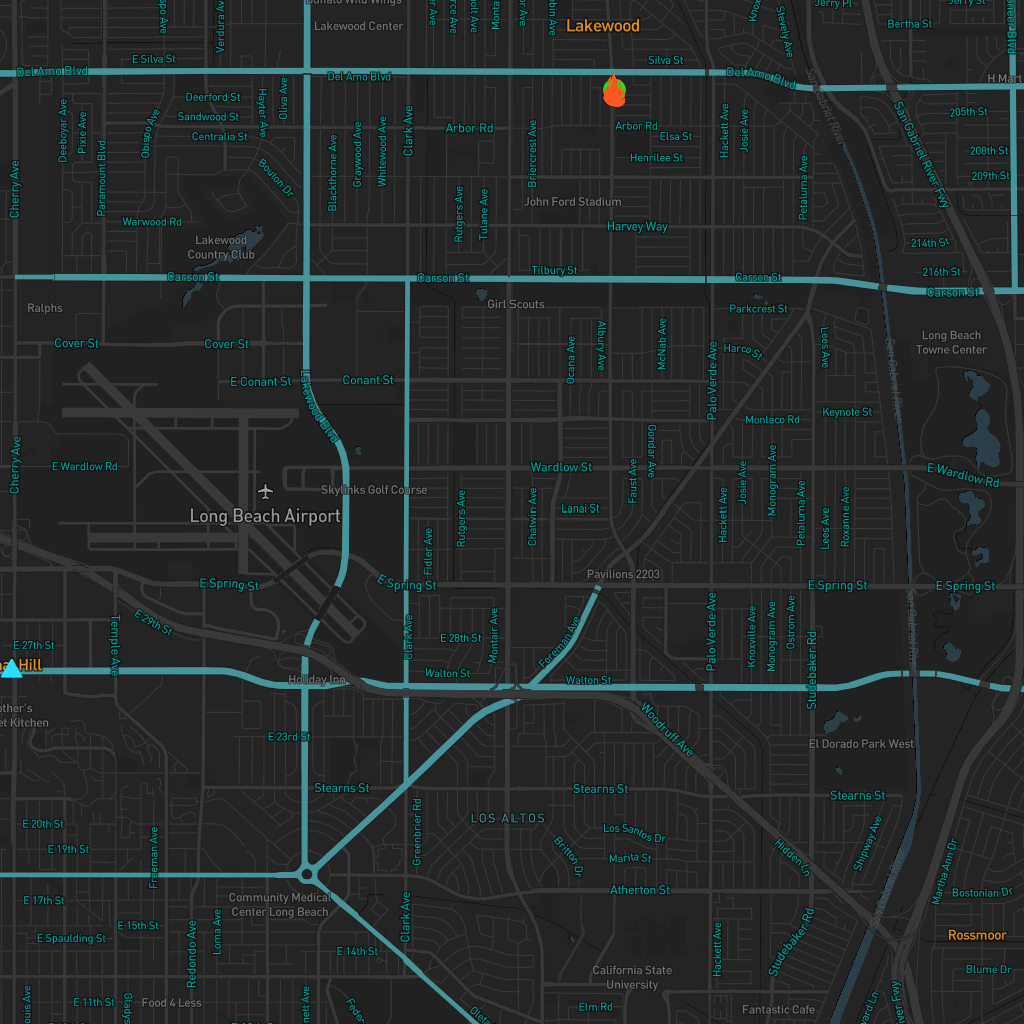 Buffalo Wild Wings
Lakewood Center
Lakewood
Jerry Pl
Bertha St
Verdura Av
Obispo Ave
Stevely Ave
E Silva St
Silva St
Del Amo Blvd
Del Amo Blvd
Del Amo Blvd
H Mart
San Gabriel River
San Gabriel River Fwy
Deerford St
Sandwood St
Centralia St
Hayter Ave
Oliva Ave
Deeboyar Ave
Pixie Ave
Paramount Blvd
Obispo Ave
Clark Ave
Arbor Rd
Arbor Rd
Elsa St
Henrilee St
205th St
208th St
209th St
Hackett Ave
Josie Ave
Briercrest Ave
Blackthorne Ave
Graywood Ave
Whitewood Ave
Bouton Dr
Cherry Ave
Petaluma Ave
Rutgers Ave
Tulane Ave
John Ford Stadium
Warwood Rd
Harvey Way
Lakewood
Country Club
214th St
216th St
Carson St
Carson St
Tilbury St
Carson St
Carson St
Ralphs
Girl Scouts
Parkcrest St
Cover St
Cover St
Ocana Ave
Albury Ave
McNab Ave
Palo Verde Ave
Harco St
Lees Ave
San Gabriel River
Long Beach
Towne Center
E Conant St
Conant St
Lakewood Blvd
Monlaco Rd
Keynote St
Cherry Ave
E Wardlow Rd
Wardlow St
E Wardlow Rd
Gondar Ave
Faust Ave
Josie Ave
Monogram Ave
Skylinks Golf Course
Long Beach Airport
Rutgers Ave
Chatwin Ave
Lanai St
Hackett Ave
Petaluma Ave
Lees Ave
Roxanne Ave
Fidler Ave
E Spring St
E Spring St
Pavilions 2203
E Spring St
E Spring St
San Gabriel River
E 29th St
Temple Ave
E 27th St
E 28th St
Clark Ave
Montair Ave
Foreman Ave
Palo Verde Ave
Knoxville Ave
Monogram Ave
Ostrom Ave
Studebaker Rd
Hill
Holiday Inn
Walton St
Walton St
Woodruff Ave
et Kitchen
E 23rd St
El Dorado Park West
Stearns St
Stearns St
Stearns St
E 20th St
E 19th St
Freeman Ave
Greenbrier Rd
LOS ALTOS
Los Santos Dr
Britton Dr
Marita St
Hidden Ln
Shipway Ave
Martha Ann Dr
Atherton St
Bostonian Dr
Community Medical
Center Long Beach
E 17th St
E 15th St
E Spaulding St
Redondo Ave
Loma Ave
Clark Ave
E 14th St
Hackett Ave
Studebaker Rd
Rossmoor
California State
University
Blume Dr
E 11th St
Food 4 Less
Elm Rd
Fantastic Cafe